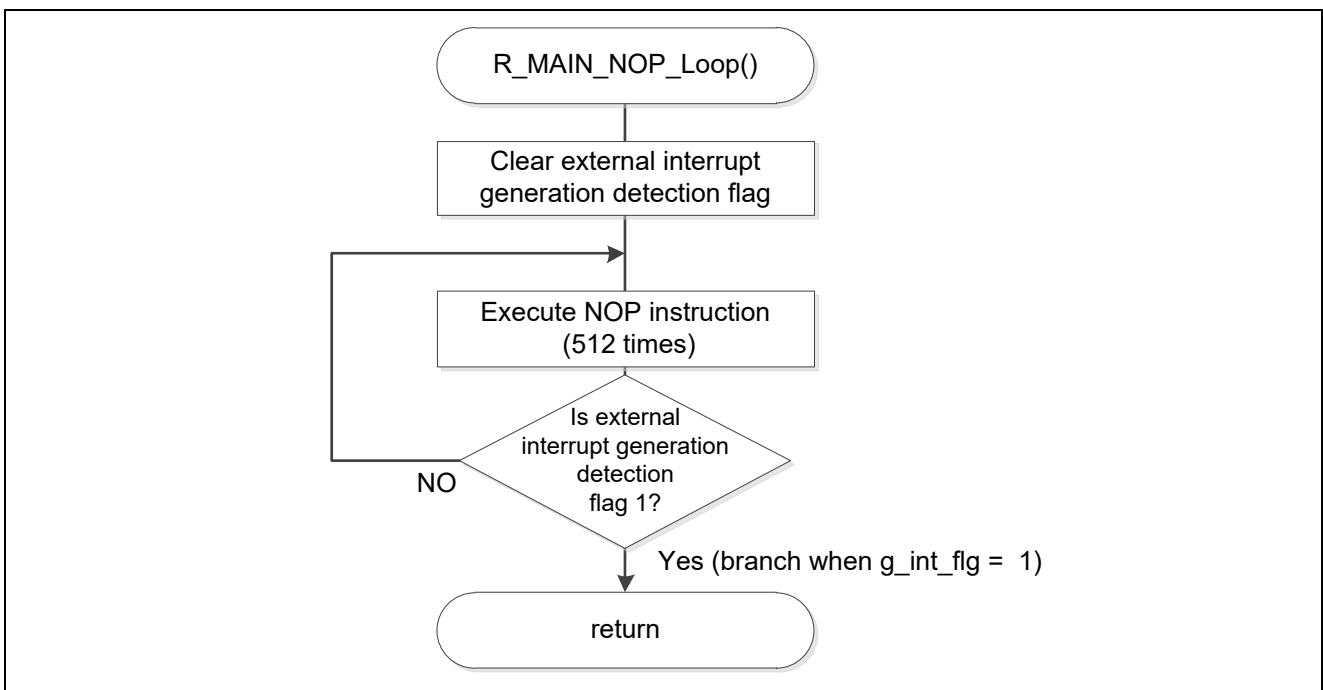 R_MAIN_NOP_Loop()
Clear external interrupt
generation detection flag
Execute NOP instruction
(512 times)
Is external
interrupt generation
detection
flag 1?
NO
Yes (branch when g_int_flg =  1)
return